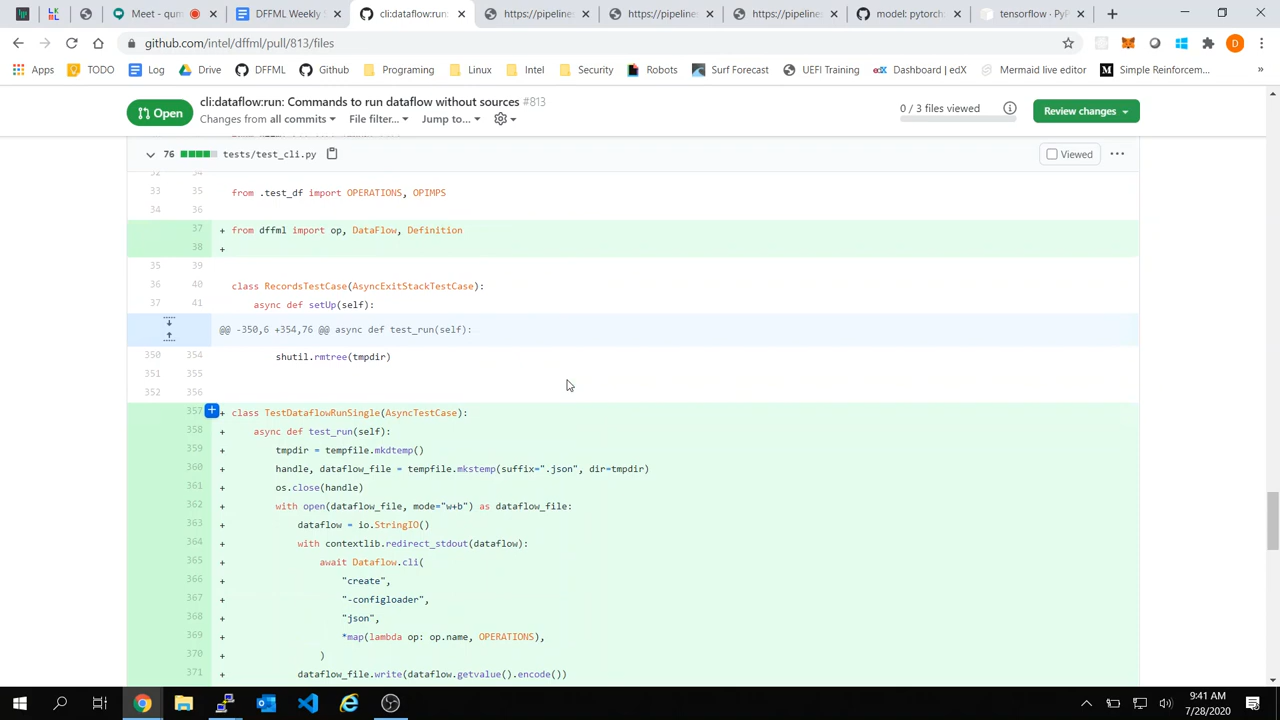 Meet - qum
DFFML Weekly S
cli:dataflow:run:
https://pipelines
https://pipelines
https://pipelines
model: pytorc
tensorflow · PyP
github.com/intel/dffml/pull/813/files
Apps
TODO
Log
Drive
DFFML
Github
Programing
Linux
Intel
Security
Robots
Surf Forecast
UEFI Training
Dashboard | edX
Mermaid live editor
Simple Reinforcem...
»
Open
cli:dataflow:run: Commands to run dataflow without sources #813
Changes from all commits
File filter...
Jump to...
0 / 3 files viewed
Review changes
76 tests/test_cli.py
Viewed
33 35 from .test_df import OPERATIONS, OPIMPS
34 36
37 + from dffml import op, DataFlow, Definition
38 +
35 39
36 40 class RecordsTestCase(AsyncExitStackTestCase):
37 41 async def setUp(self):
@@ -350,6 +354,76 @@ async def test_run(self):
350 354 shutil.rmtree(tmpdir)
351 355
352 356
357 + class TestDataflowRunSingle(AsyncTestCase):
358 + async def test_run(self):
359 + tmpdir = tempfile.mkdtemp()
360 + handle, dataflow_file = tempfile.mkstemp(suffix=".json", dir=tmpdir)
361 + os.close(handle)
362 + with open(dataflow_file, mode="w+b") as dataflow_file:
363 + dataflow = io.StringIO()
364 + with contextlib.redirect_stdout(dataflow):
365 + await Dataflow.cli(
366 + "create",
367 + "-configloader",
368 + "json",
369 + *map(lambda op: op.name, OPERATIONS),
370 + )
371 + dataflow_file.write(dataflow.getvalue().encode())
9:41 AM
7/28/2020